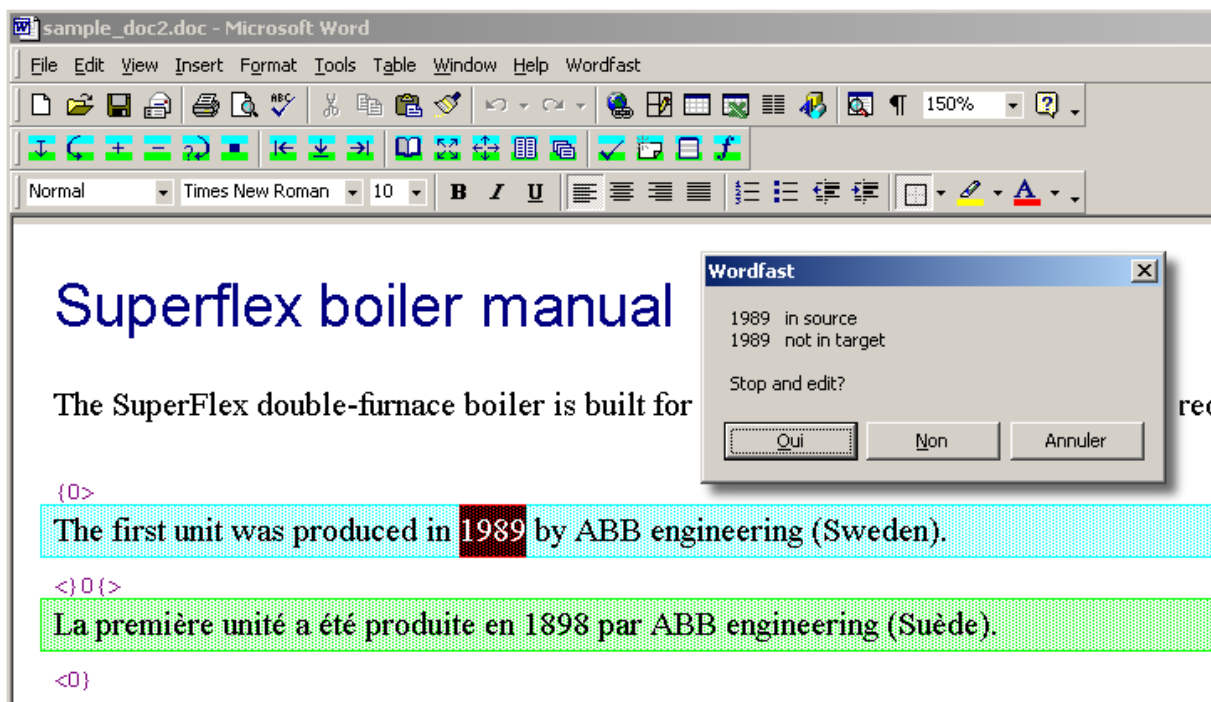 sample_doc2.doc - Microsoft Word
File Edit View Insert Format Tools Table Window Help Wordfast
150%
Normal Times New Roman 10 B I U A
Superflex boiler manual
Wordfast
1989 in source
1989 not in target
Stop and edit?
Oui Non Annuler
The SuperFlex double-furnace boiler is built for
{0>
The first unit was produced in 1989 by ABB engineering (Sweden).
<}0{>
La première unité a été produite en 1898 par ABB engineering (Suède).
<0}